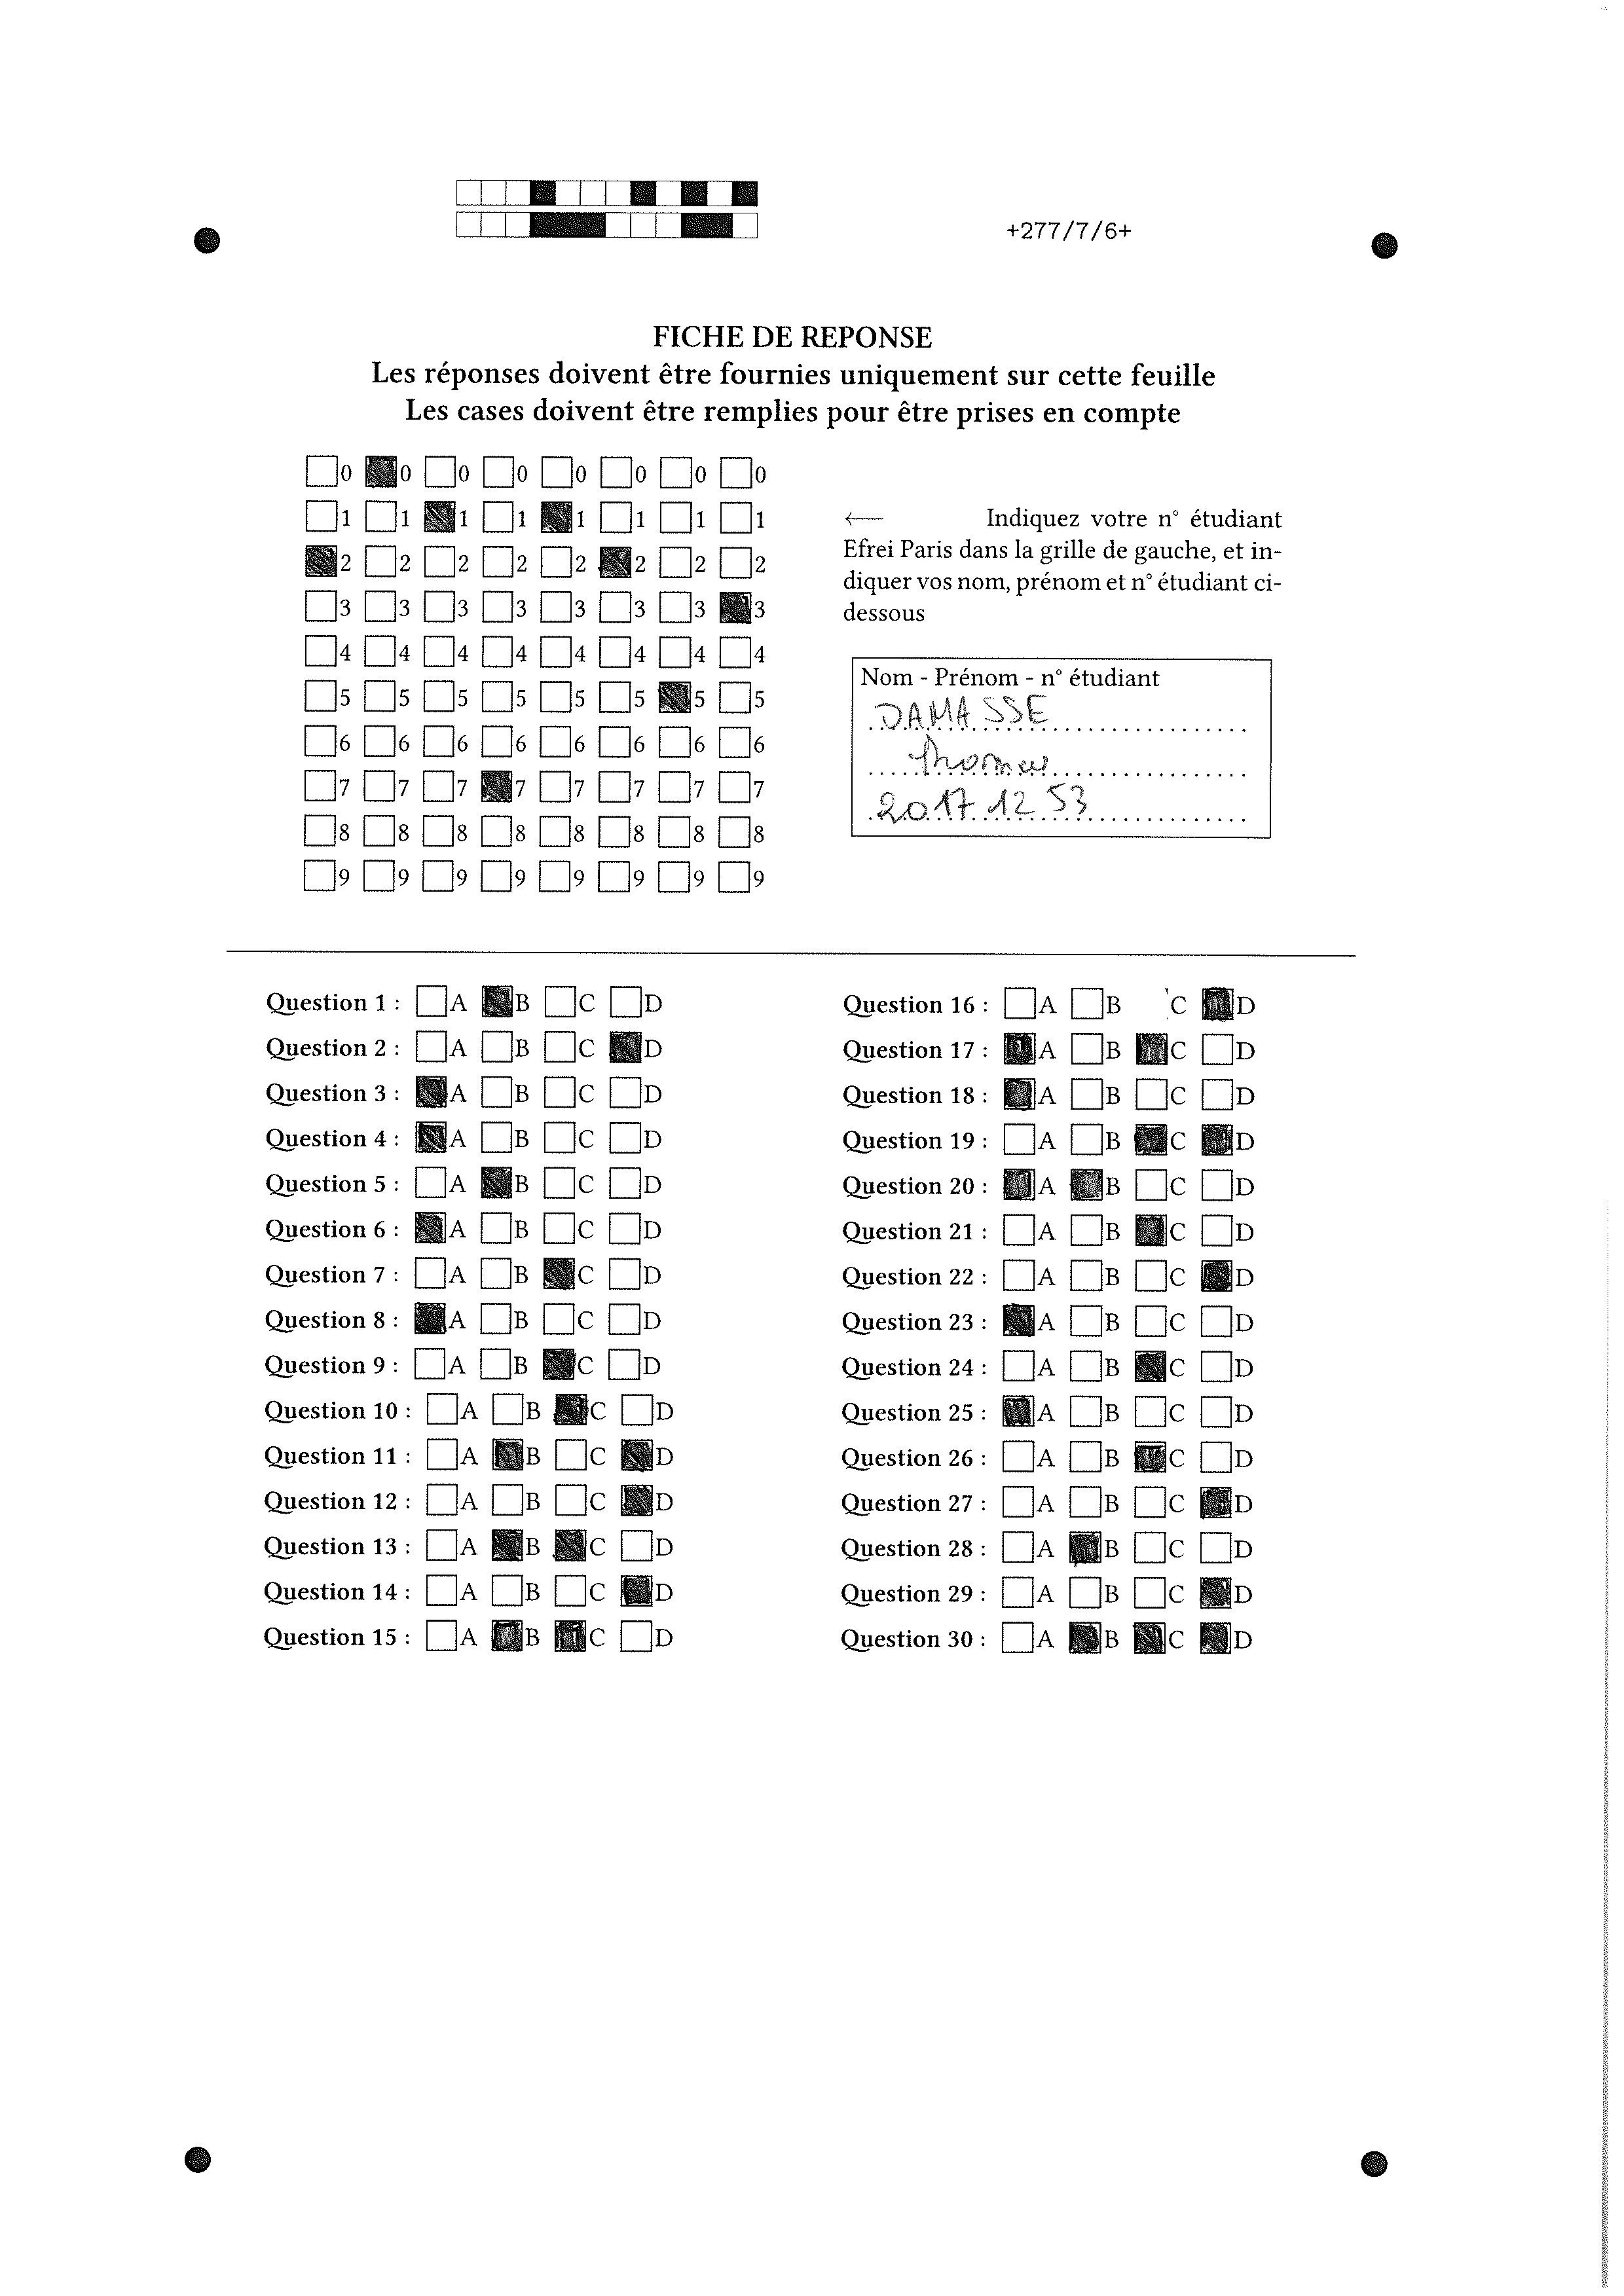 +277/7/6+
FICHE DE REPONSE
Les réponses doivent être fournies uniquement sur cette feuille
Les cases doivent être remplies pour être prises en compte
0 0 0 0 0 0 0 0
1 1 1 1 1 1 1 1
2 2 2 2 2 2 2 2
3 3 3 3 3 3 3 3
4 4 4 4 4 4 4 4
5 5 5 5 5 5 5 5
6 6 6 6 6 6 6 6
7 7 7 7 7 7 7 7
8 8 8 8 8 8 8 8
9 9 9 9 9 9 9 9
← Indiquez votre n° étudiant
Efrei Paris dans la grille de gauche, et in-
diquer vos nom, prénom et n° étudiant ci-
dessous
Nom - Prénom - n° étudiant
DAMASSE
Thomas
20171253
Question 1 : A B C D
Question 2 : A B C D
Question 3 : A B C D
Question 4 : A B C D
Question 5 : A B C D
Question 6 : A B C D
Question 7 : A B C D
Question 8 : A B C D
Question 9 : A B C D
Question 10 : A B C D
Question 11 : A B C D
Question 12 : A B C D
Question 13 : A B C D
Question 14 : A B C D
Question 15 : A B C D
Question 16 : A B C D
Question 17 : A B C D
Question 18 : A B C D
Question 19 : A B C D
Question 20 : A B C D
Question 21 : A B C D
Question 22 : A B C D
Question 23 : A B C D
Question 24 : A B C D
Question 25 : A B C D
Question 26 : A B C D
Question 27 : A B C D
Question 28 : A B C D
Question 29 : A B C D
Question 30 : A B C D